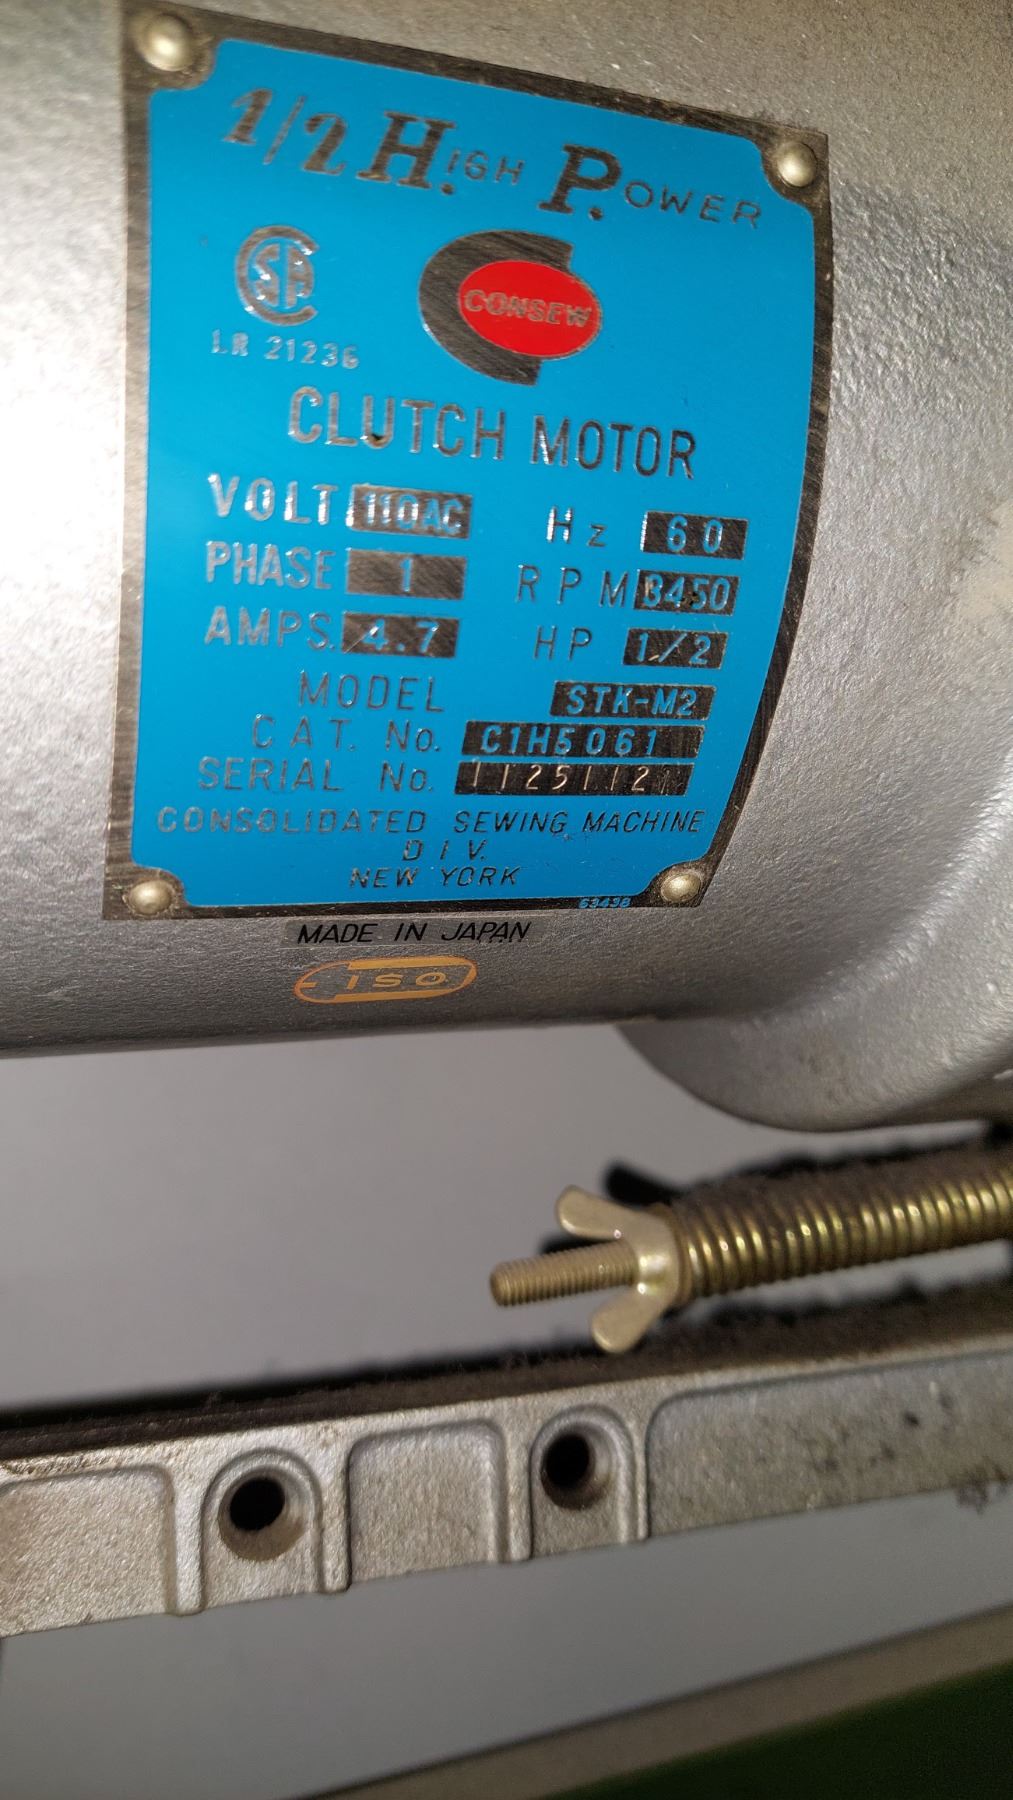 1/2 HIGH POWER
CONSEW
CSA
LR 21236
CLUTCH MOTOR
VOLT 110AC Hz 60
PHASE 1 RPM 3450
AMPS. 4.7 HP 1/2
MODEL STK-M2
CAT. No. C1H5061
SERIAL No.
CONSOLIDATED SEWING MACHINE
DIV.
NEW YORK
63438
MADE IN JAPAN
ISO